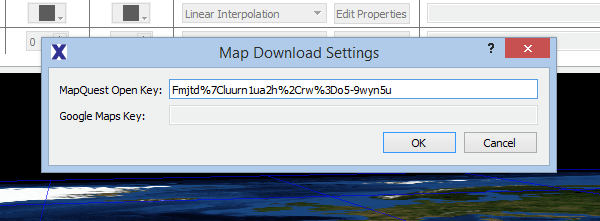 Linear Interpolation Edit Properties
0
Map Download Settings ?
MapQuest Open Key: Fmjtd%7Cluurn1ua2h%2Crw%3Do5-9wyn5u
Google Maps Key:
OK Cancel